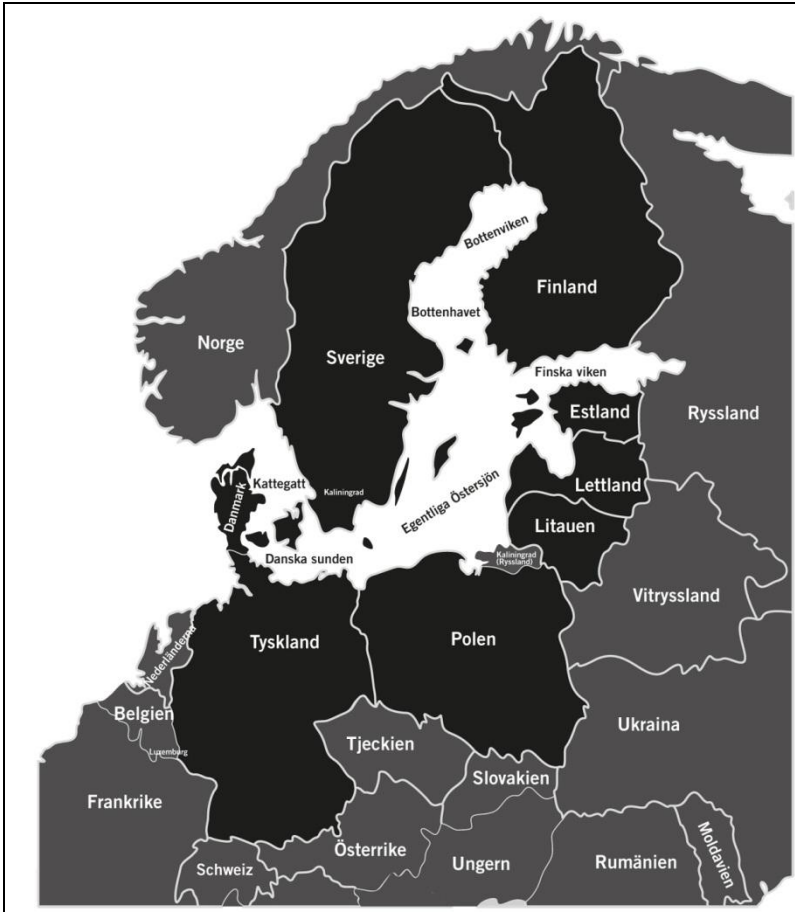 Bottenviken
Finland
Bottenhavet
Norge
Sverige
Finska viken
Estland
Ryssland
Kattegatt
Danmark
Kaliningrad
Egentliga Östersjön
Lettland
Litauen
Danska sunden
Kaliningrad
(Ryssland)
Vitryssland
Nederländerna
Tyskland
Polen
Belgien
Luxemburg
Tjeckien
Ukraina
Slovakien
Frankrike
Österrike
Schweiz
Ungern
Rumänien
Moldavien